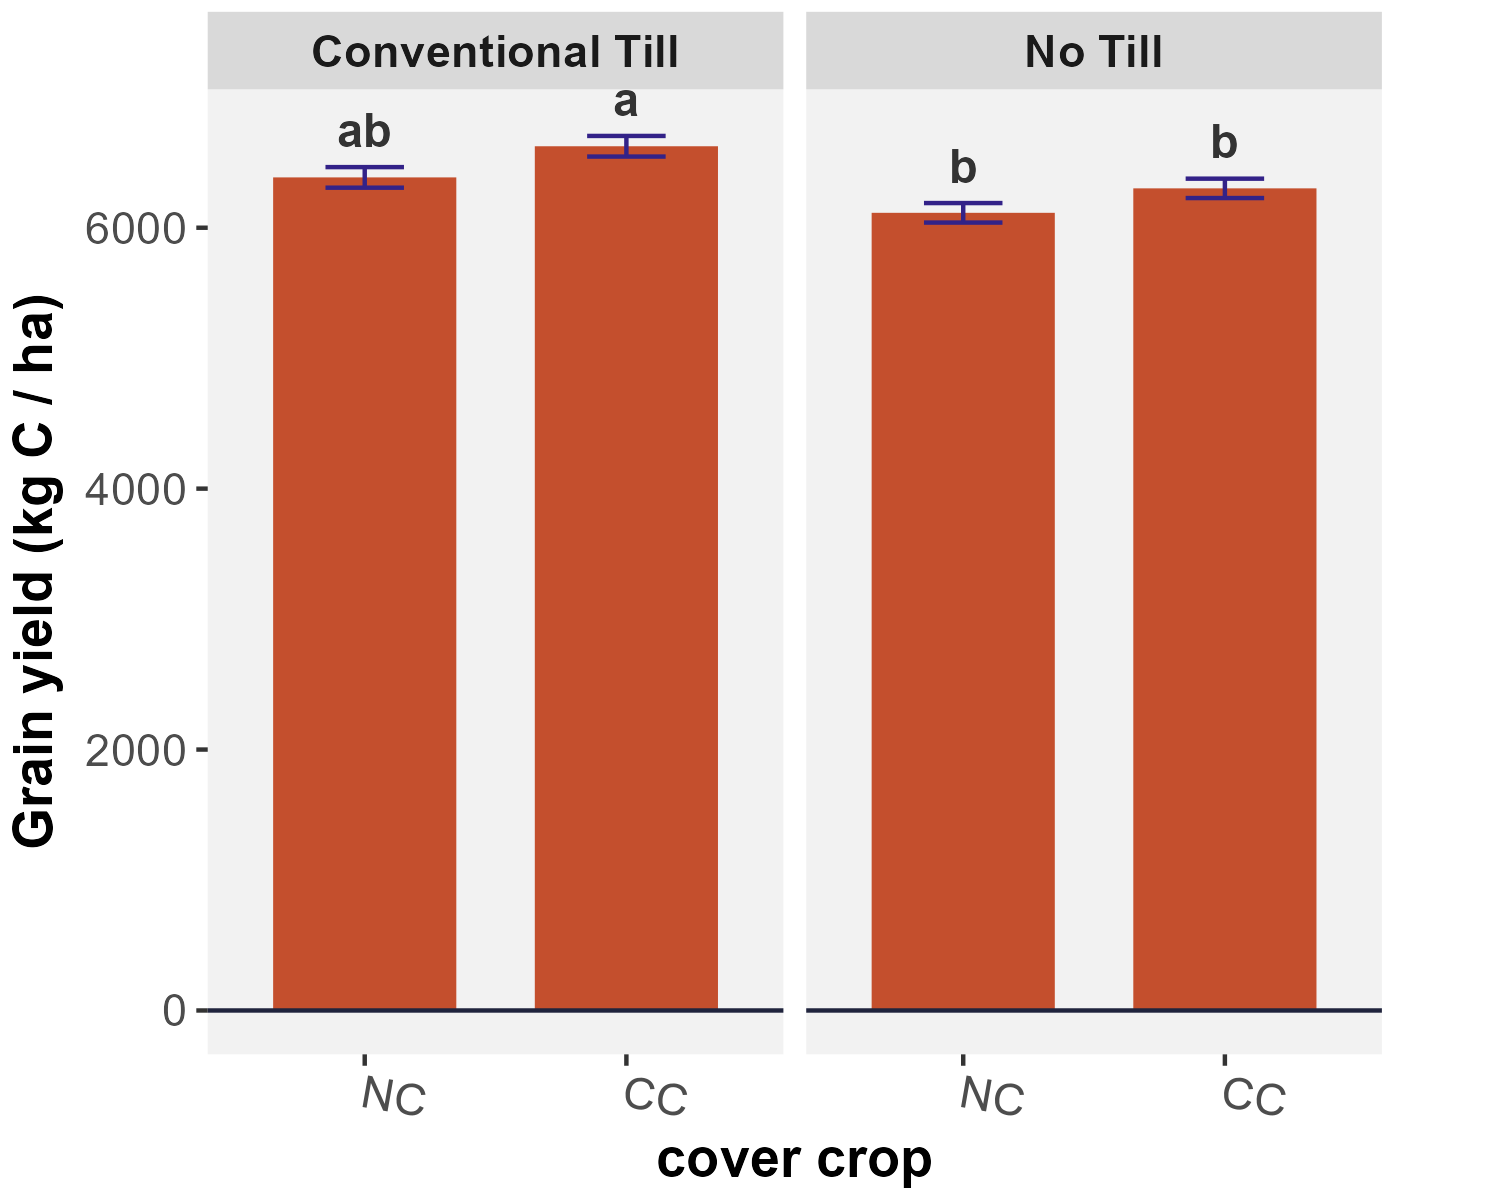 Conventional Till
No Till
ab
a
b
b
6000
4000
2000
0
Grain yield (kg C / ha)
NC
CC
NC
CC
cover crop